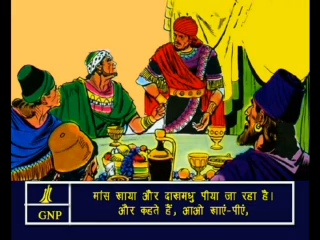 मांस खाया और दाखमधु पीया जा रहा है।
और कहते हैं, आओ खाएं-पीएं,
GNP